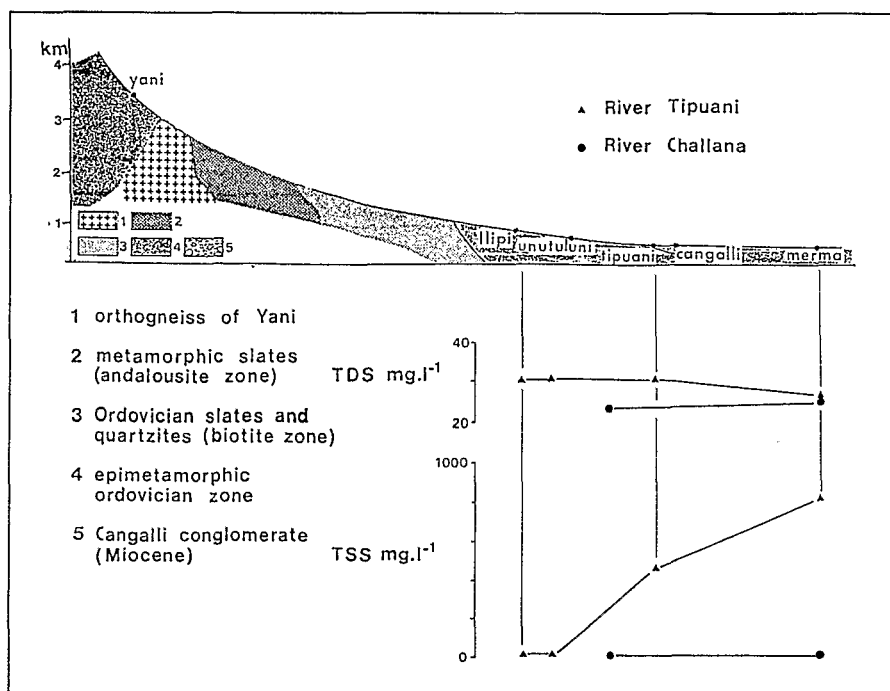 km
4
yani
3
2
1
▲ River Tipuani
● River Challana
1 2
3 4 5
llipi
unutuluni
tipuani
cangalli
merma
1 orthogneiss of Yani
2 metamorphic slates
(andalousite zone)
3 Ordovician slates and
quartzites (biotite zone)
4 epimetamorphic
ordovician zone
5 Cangalli conglomerate
(Miocene)
TDS mg.l⁻¹
40
20
TSS mg.l⁻¹
1000
0